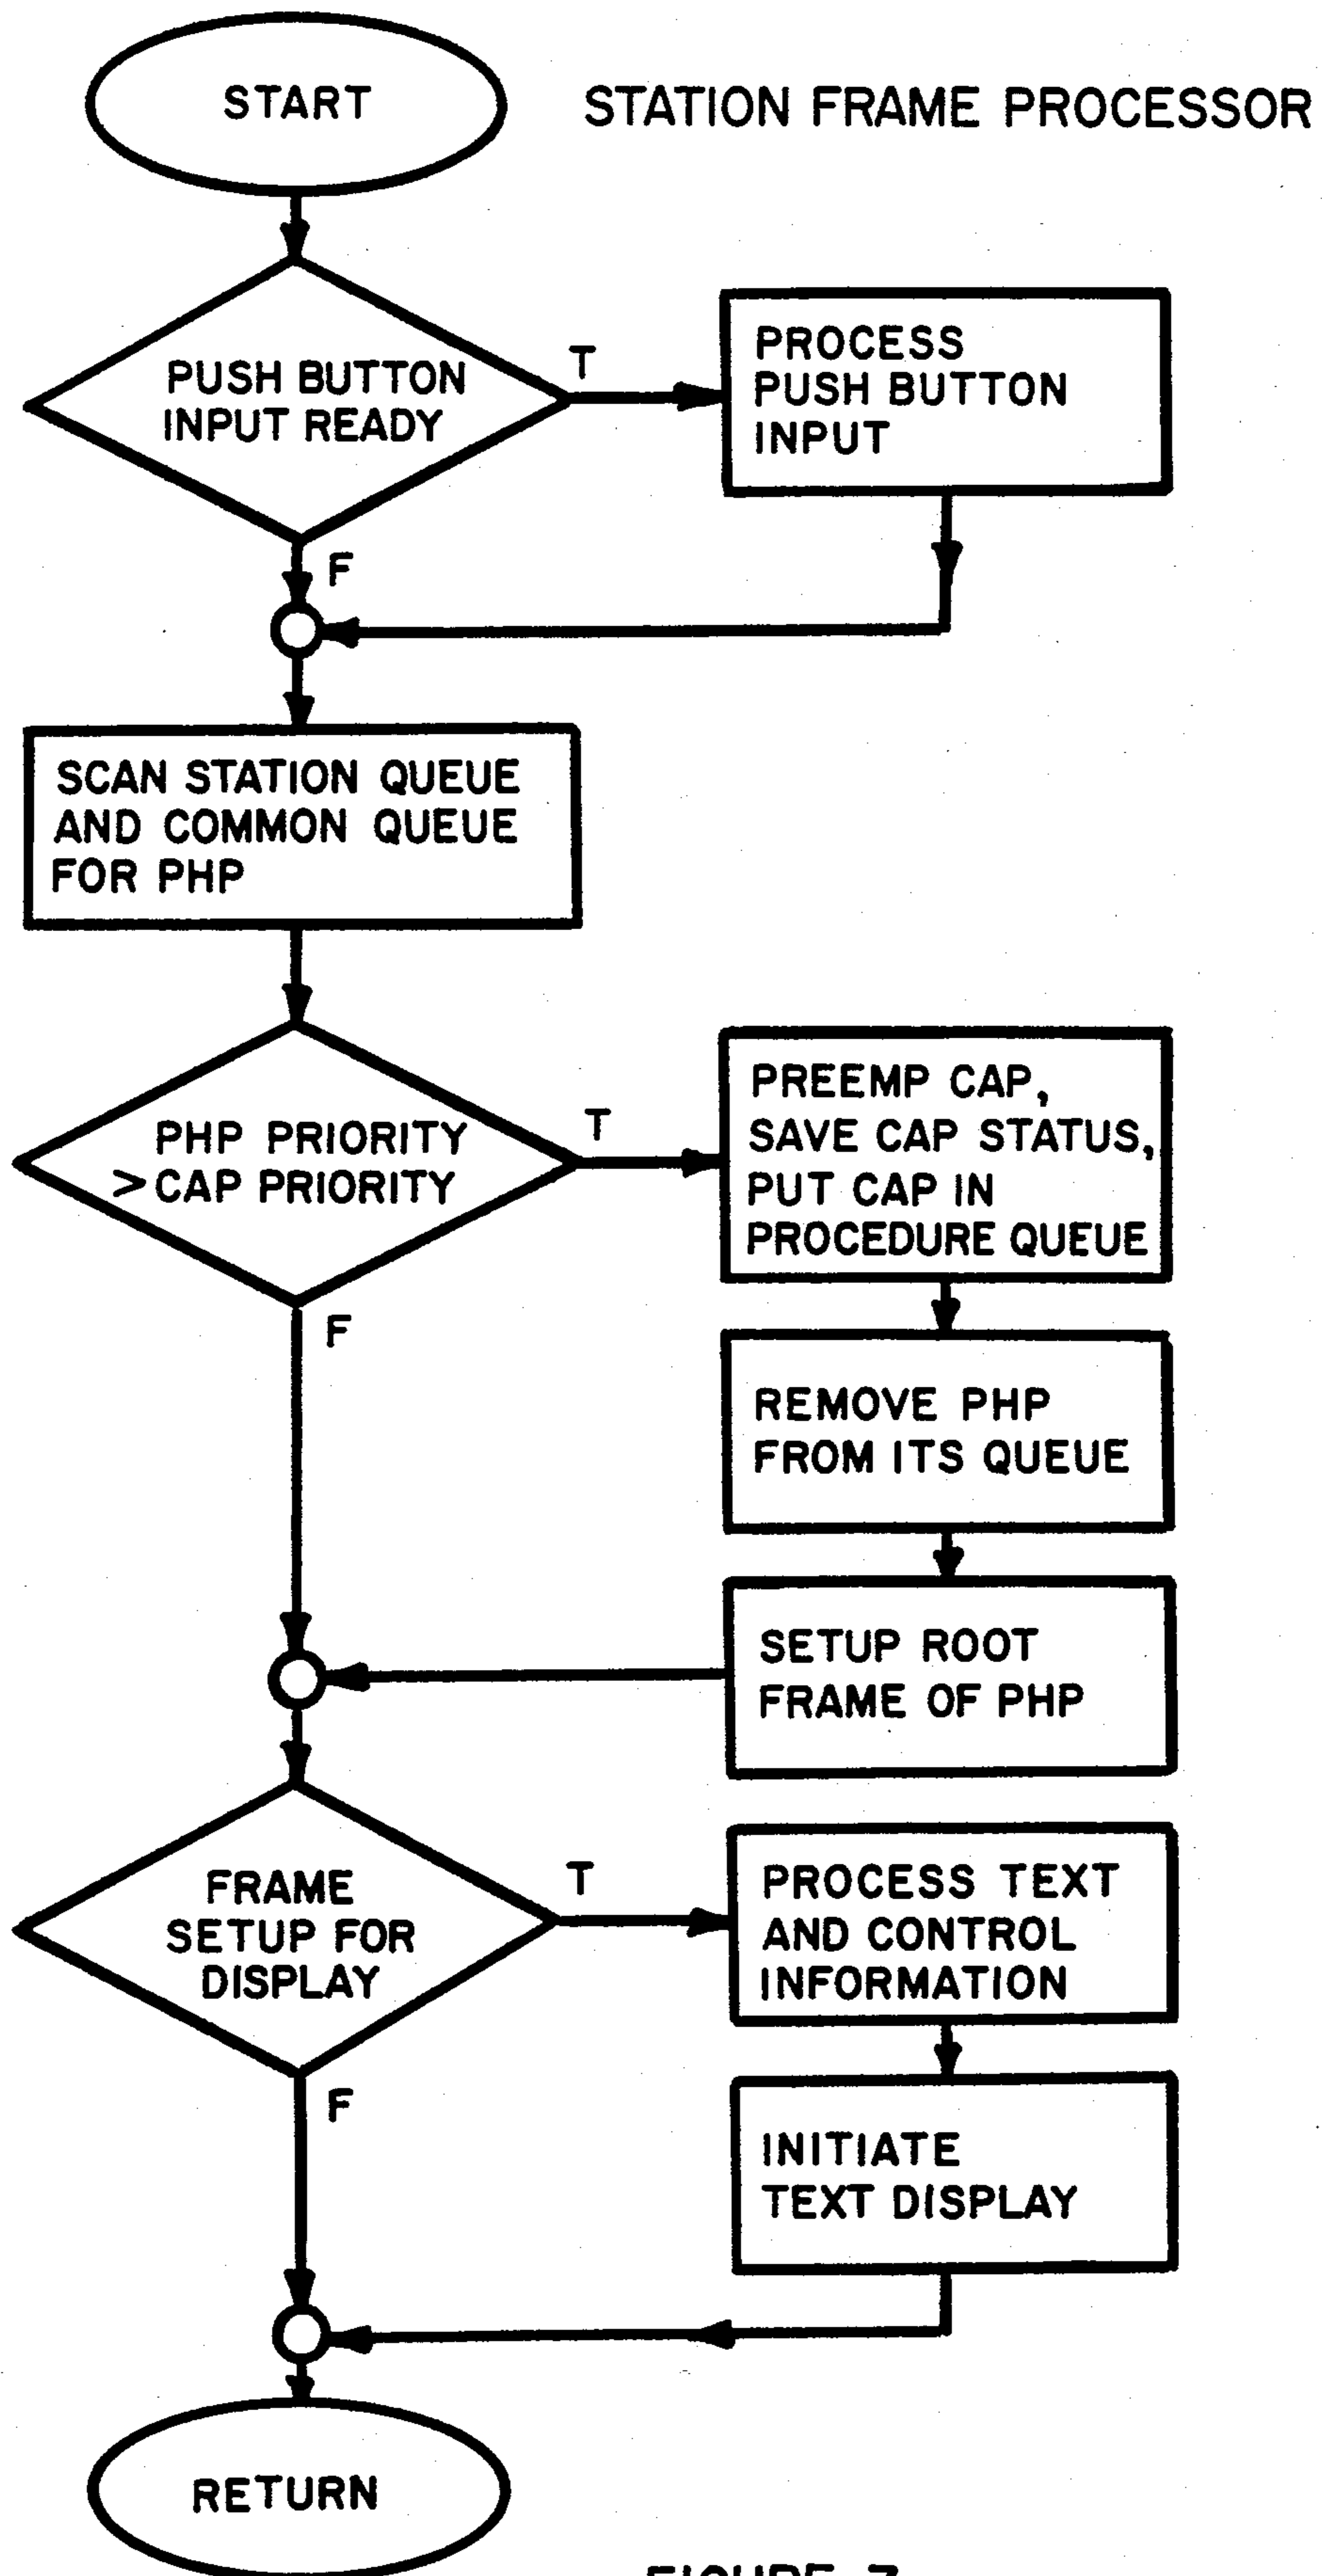 START
STATION FRAME PROCESSOR
PUSH BUTTON
INPUT READY
T
PROCESS
PUSH BUTTON
INPUT
F
SCAN STATION QUEUE
AND COMMON QUEUE
FOR PHP
PHP PRIORITY
>CAP PRIORITY
T
PREEMP CAP,
SAVE CAP STATUS,
PUT CAP IN
PROCEDURE QUEUE
F
REMOVE PHP
FROM ITS QUEUE
SETUP ROOT
FRAME OF PHP
FRAME
SETUP FOR
DISPLAY
T
PROCESS TEXT
AND CONTROL
INFORMATION
F
INITIATE
TEXT DISPLAY
RETURN
FIGURE